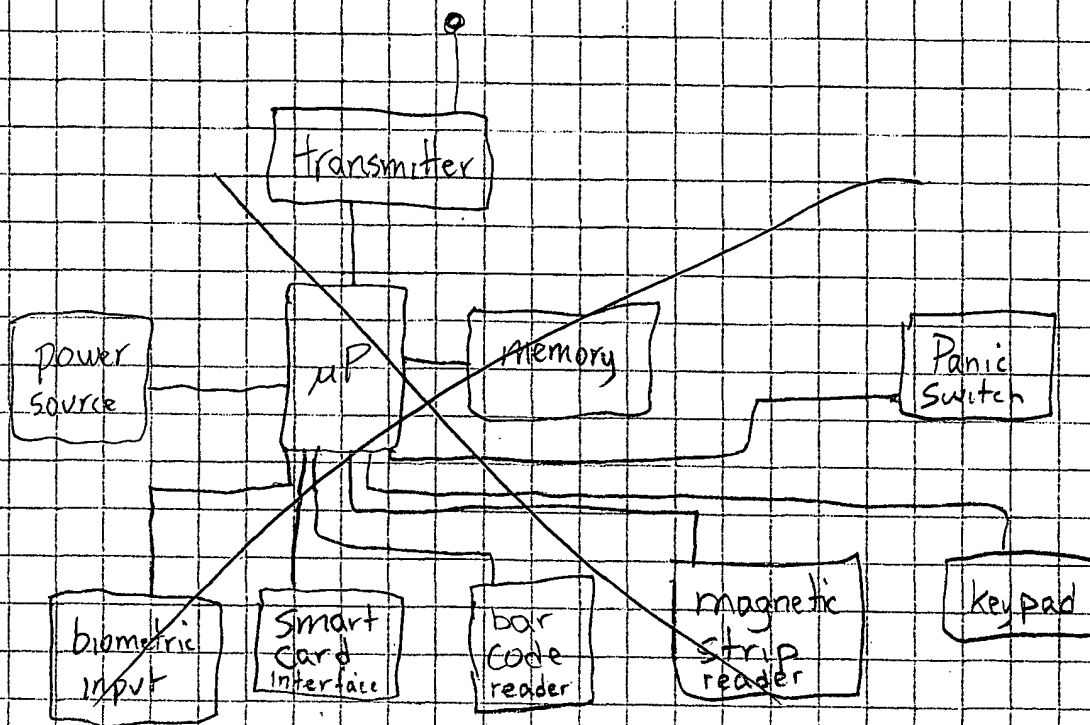 transmitter
power
source
μP
memory
Panic
Switch
biometric
input
Smart
Card
Interface
bar
code
reader
magnetic
strip
reader
keypad